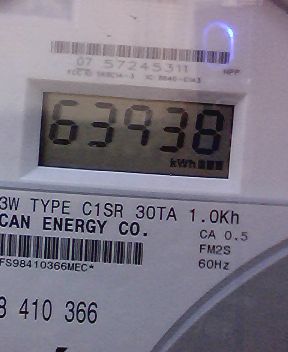 07 57245311
63938
kWh
3W TYPE C1SR 30TA 1.0Kh
CAN ENERGY CO.
CA 0.5
FM2S
FS98410366MEC*
60Hz
8 410 366